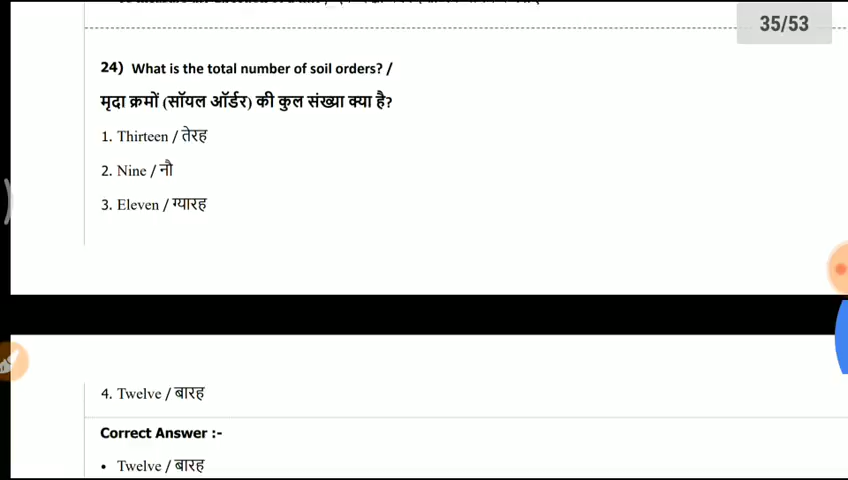 35/53
24) What is the total number of soil orders? /
मृदा क्रमों (सॉयल ऑर्डर) की कुल संख्या क्या है?
1. Thirteen / तेरह
2. Nine / नौ
3. Eleven / ग्यारह
4. Twelve / बारह
Correct Answer :-
• Twelve / बारह